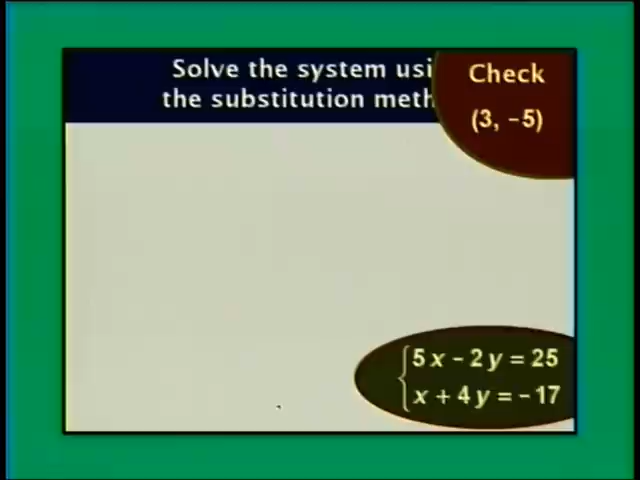 Solve the system usi
the substitution meth
Check
(3, −5)
5x − 2y = 25
x + 4y = −17